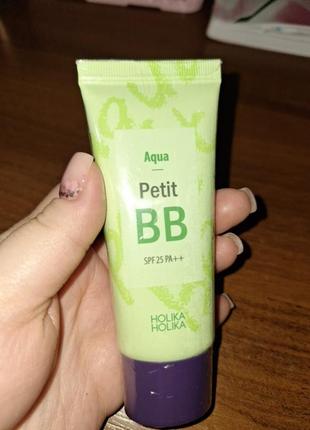 Aqua
Petit
BB
SPF 25 PA++
HOLIKA
HOLIKA